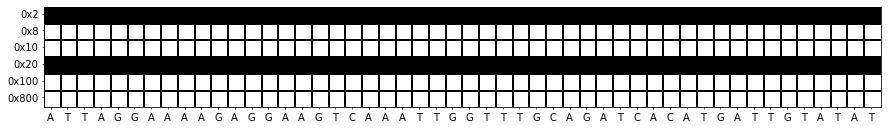 0x2
0x8
0x10
0x20
0x100
0x800
A T T A G G A A A A G A G G A A G T C A A A T T G G T T T G C A G A T C A C A T G A T T G T A T A T